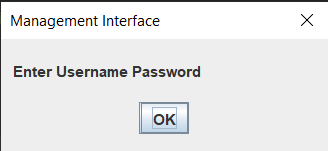 Management Interface
Enter Username Password
OK